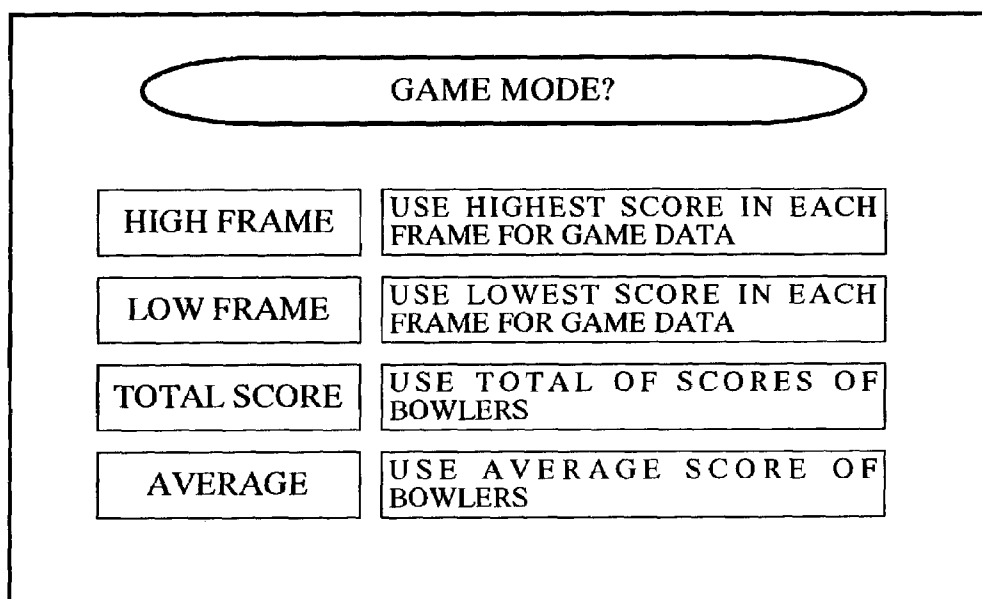 GAME MODE?
HIGH FRAME
USE HIGHEST SCORE IN EACH
FRAME FOR GAME DATA
LOW FRAME
USE LOWEST SCORE IN EACH
FRAME FOR GAME DATA
TOTAL SCORE
USE TOTAL OF SCORES OF
BOWLERS
AVERAGE
USE AVERAGE SCORE OF
BOWLERS